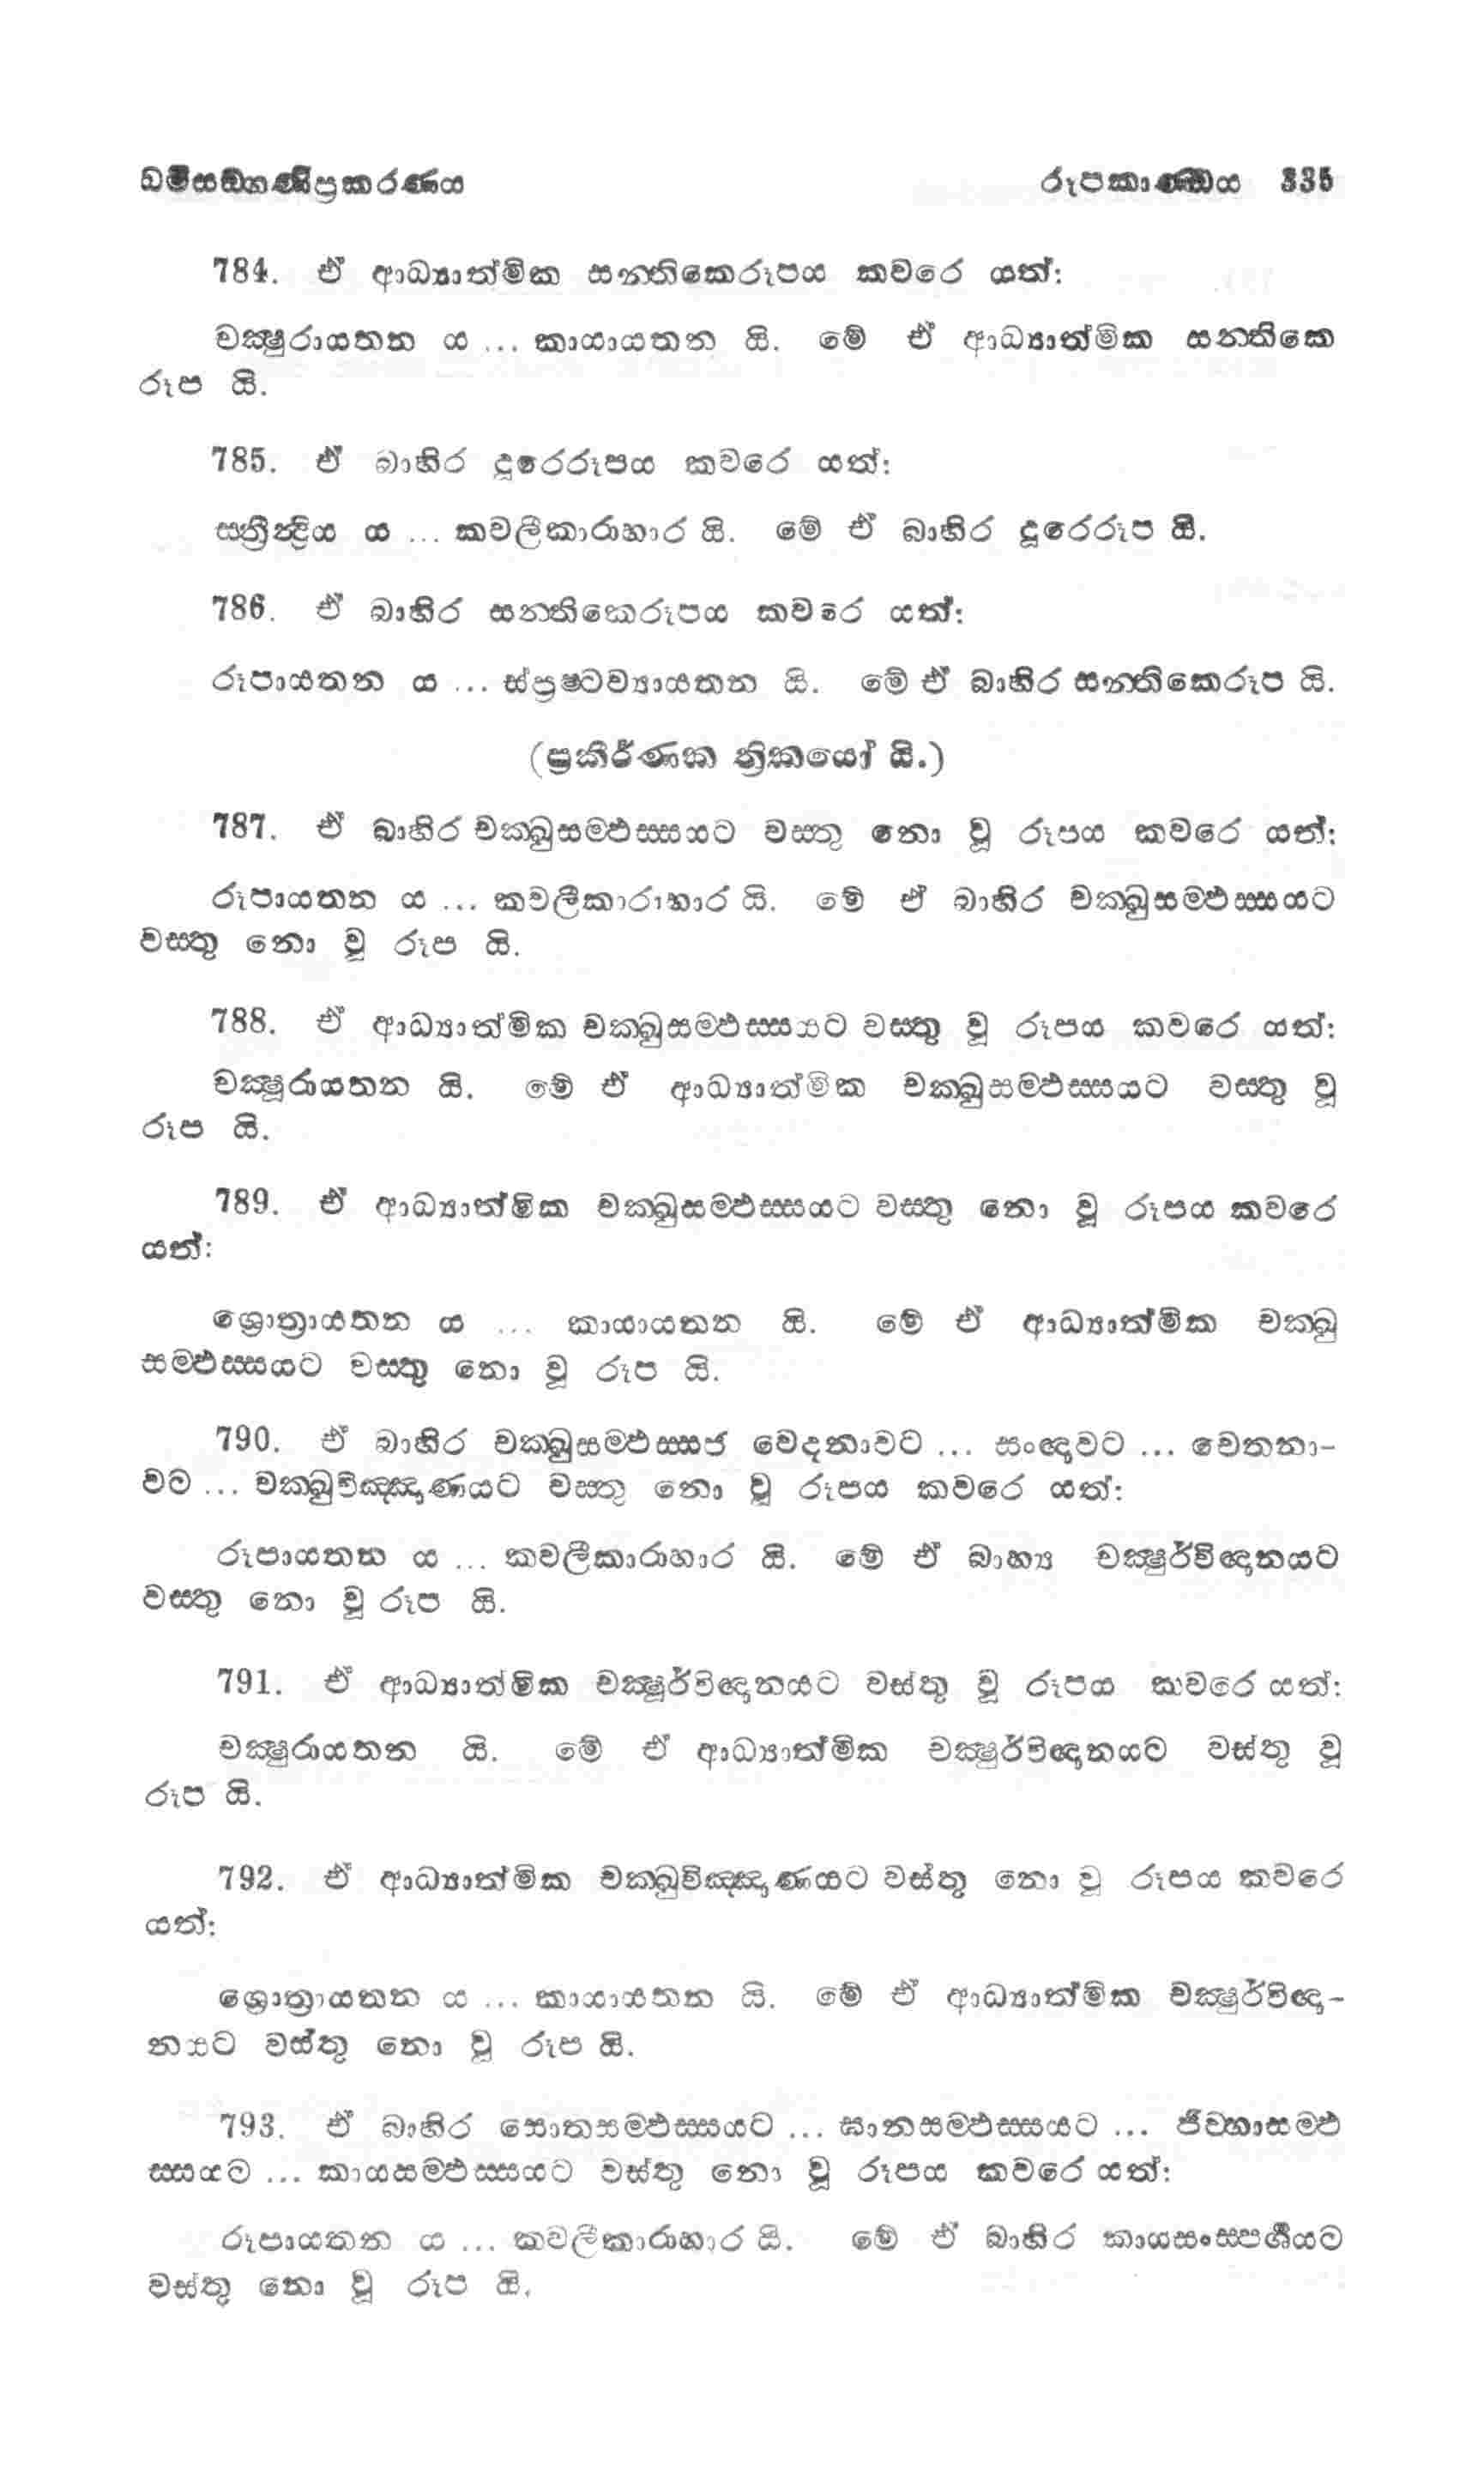 ධම්සඞ්ගණිප්‍රකරණය රූපකාණ්ඩය 335
784. ඒ ආධ්‍යාත්මික සන්තිකෙරූපය කවරේ යත්:
චක්‍ෂුරායතන ය ... කායායතන යි. මේ ඒ ආධ්‍යාත්මික සන්තිකෙ
රූප යි.
785. ඒ බාහිර දූරෙරූපය කවරේ යත්:
ස්ත්‍රීන්ද්‍රිය ය ... කවලීකාරාහාර යි. මේ ඒ බාහිර දූරෙරූප යි.
786. ඒ බාහිර සන්තිකෙරූපය කවරේ යත්:
රූපායතන ය ... ස්ප්‍රෂ්ටව්‍යායතන යි. මේ ඒ බාහිර සන්තිකෙරූප යි.
(ප්‍රකීර්ණක ත්‍රිකයෝ යි.)
787. ඒ බාහිර චක්ඛුසම්ඵස්සයට වස්තු නො වූ රූපය කවරේ යත්:
රූපායතන ය ... කවලීකාරාහාර යි. මේ ඒ බාහිර චක්ඛුසම්ඵස්සයට
වස්තු නො වූ රූප යි.
788. ඒ ආධ්‍යාත්මික චක්ඛුසම්ඵස්සයට වස්තු වූ රූපය කවරේ යත්:
චක්‍ෂූරායතන යි. මේ ඒ ආධ්‍යාත්මික චක්ඛුසම්ඵස්සයට වස්තු වූ
රූප යි.
789. ඒ ආධ්‍යාත්මික චක්ඛුසම්ඵස්සයට වස්තු නො වූ රූපය කවරේ
යත්:
ශ්‍රොත්‍රායතන ය ... කායායතන යි. මේ ඒ ආධ්‍යාත්මික චක්ඛු
සම්ඵස්සයට වස්තු නො වූ රූප යි.
790. ඒ බාහිර චක්ඛුසම්ඵස්සජ වේදනාවට ... සංඥාවට ... චේතනා-
වට ... චක්ඛුවිඤ්ඤාණයට වස්තු නො වූ රූපය කවරේ යත්:
රූපායතන ය ... කවලීකාරාහාර යි. මේ ඒ බාහ්‍ය චක්‍ෂුර්විඥානයට
වස්තු නො වූ රූප යි.
791. ඒ ආධ්‍යාත්මික චක්‍ෂූර්විඥානයට වස්තු වූ රූපය කවරේ යත්:
චක්‍ෂුරායතන යි. මේ ඒ ආධ්‍යාත්මික චක්‍ෂුර්විඥානයට වස්තු වූ
රූප යි.
792. ඒ ආධ්‍යාත්මික චක්ඛුවිඤ්ඤාණයට වස්තු නො වූ රූපය කවරේ
යත්:
ශ්‍රොත්‍රායතන ය ... කායායතන යි. මේ ඒ ආධ්‍යාත්මික චක්‍ෂුර්විඥා-
නයට වස්තු නො වූ රූප යි.
793. ඒ බාහිර සොතසම්ඵස්සයට ... ඝානසම්ඵස්සයට ... ජිව්හාසම්ඵ
ස්සයට ... කායසම්ඵස්සයට වස්තු නො වූ රූපය කවරේ යත්:
රූපායතන ය ... කවලීකාරාහාර යි. මේ ඒ බාහිර කායසංස්පර්‍ශයට
වස්තු නො වූ රූප යි.